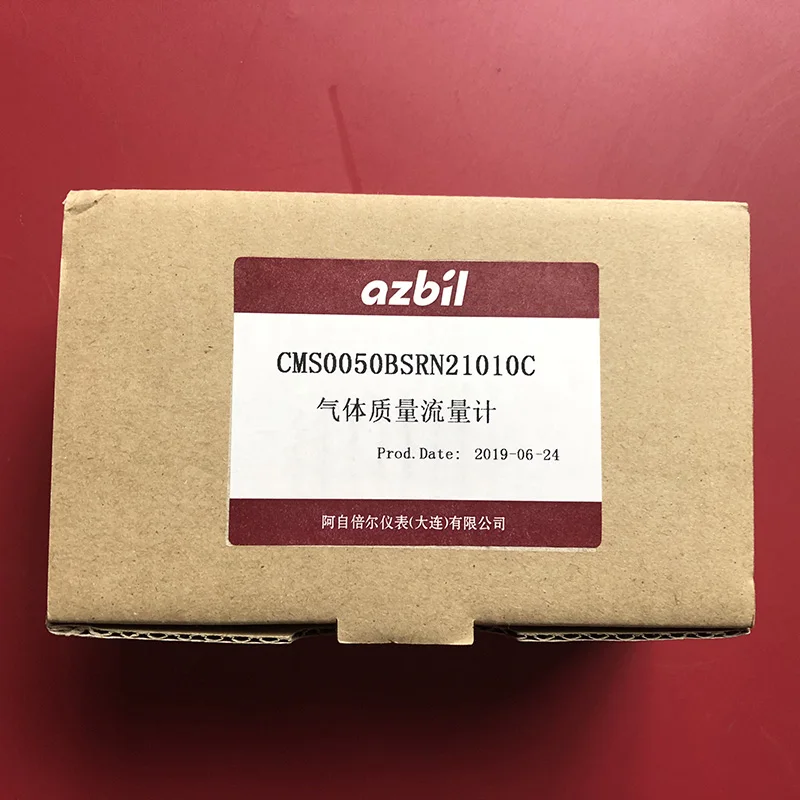 azbil
CMS0050BSRN21010C
气体质量流量计
Prod.Date: 2019-06-24
阿自倍尔仪表(大连)有限公司